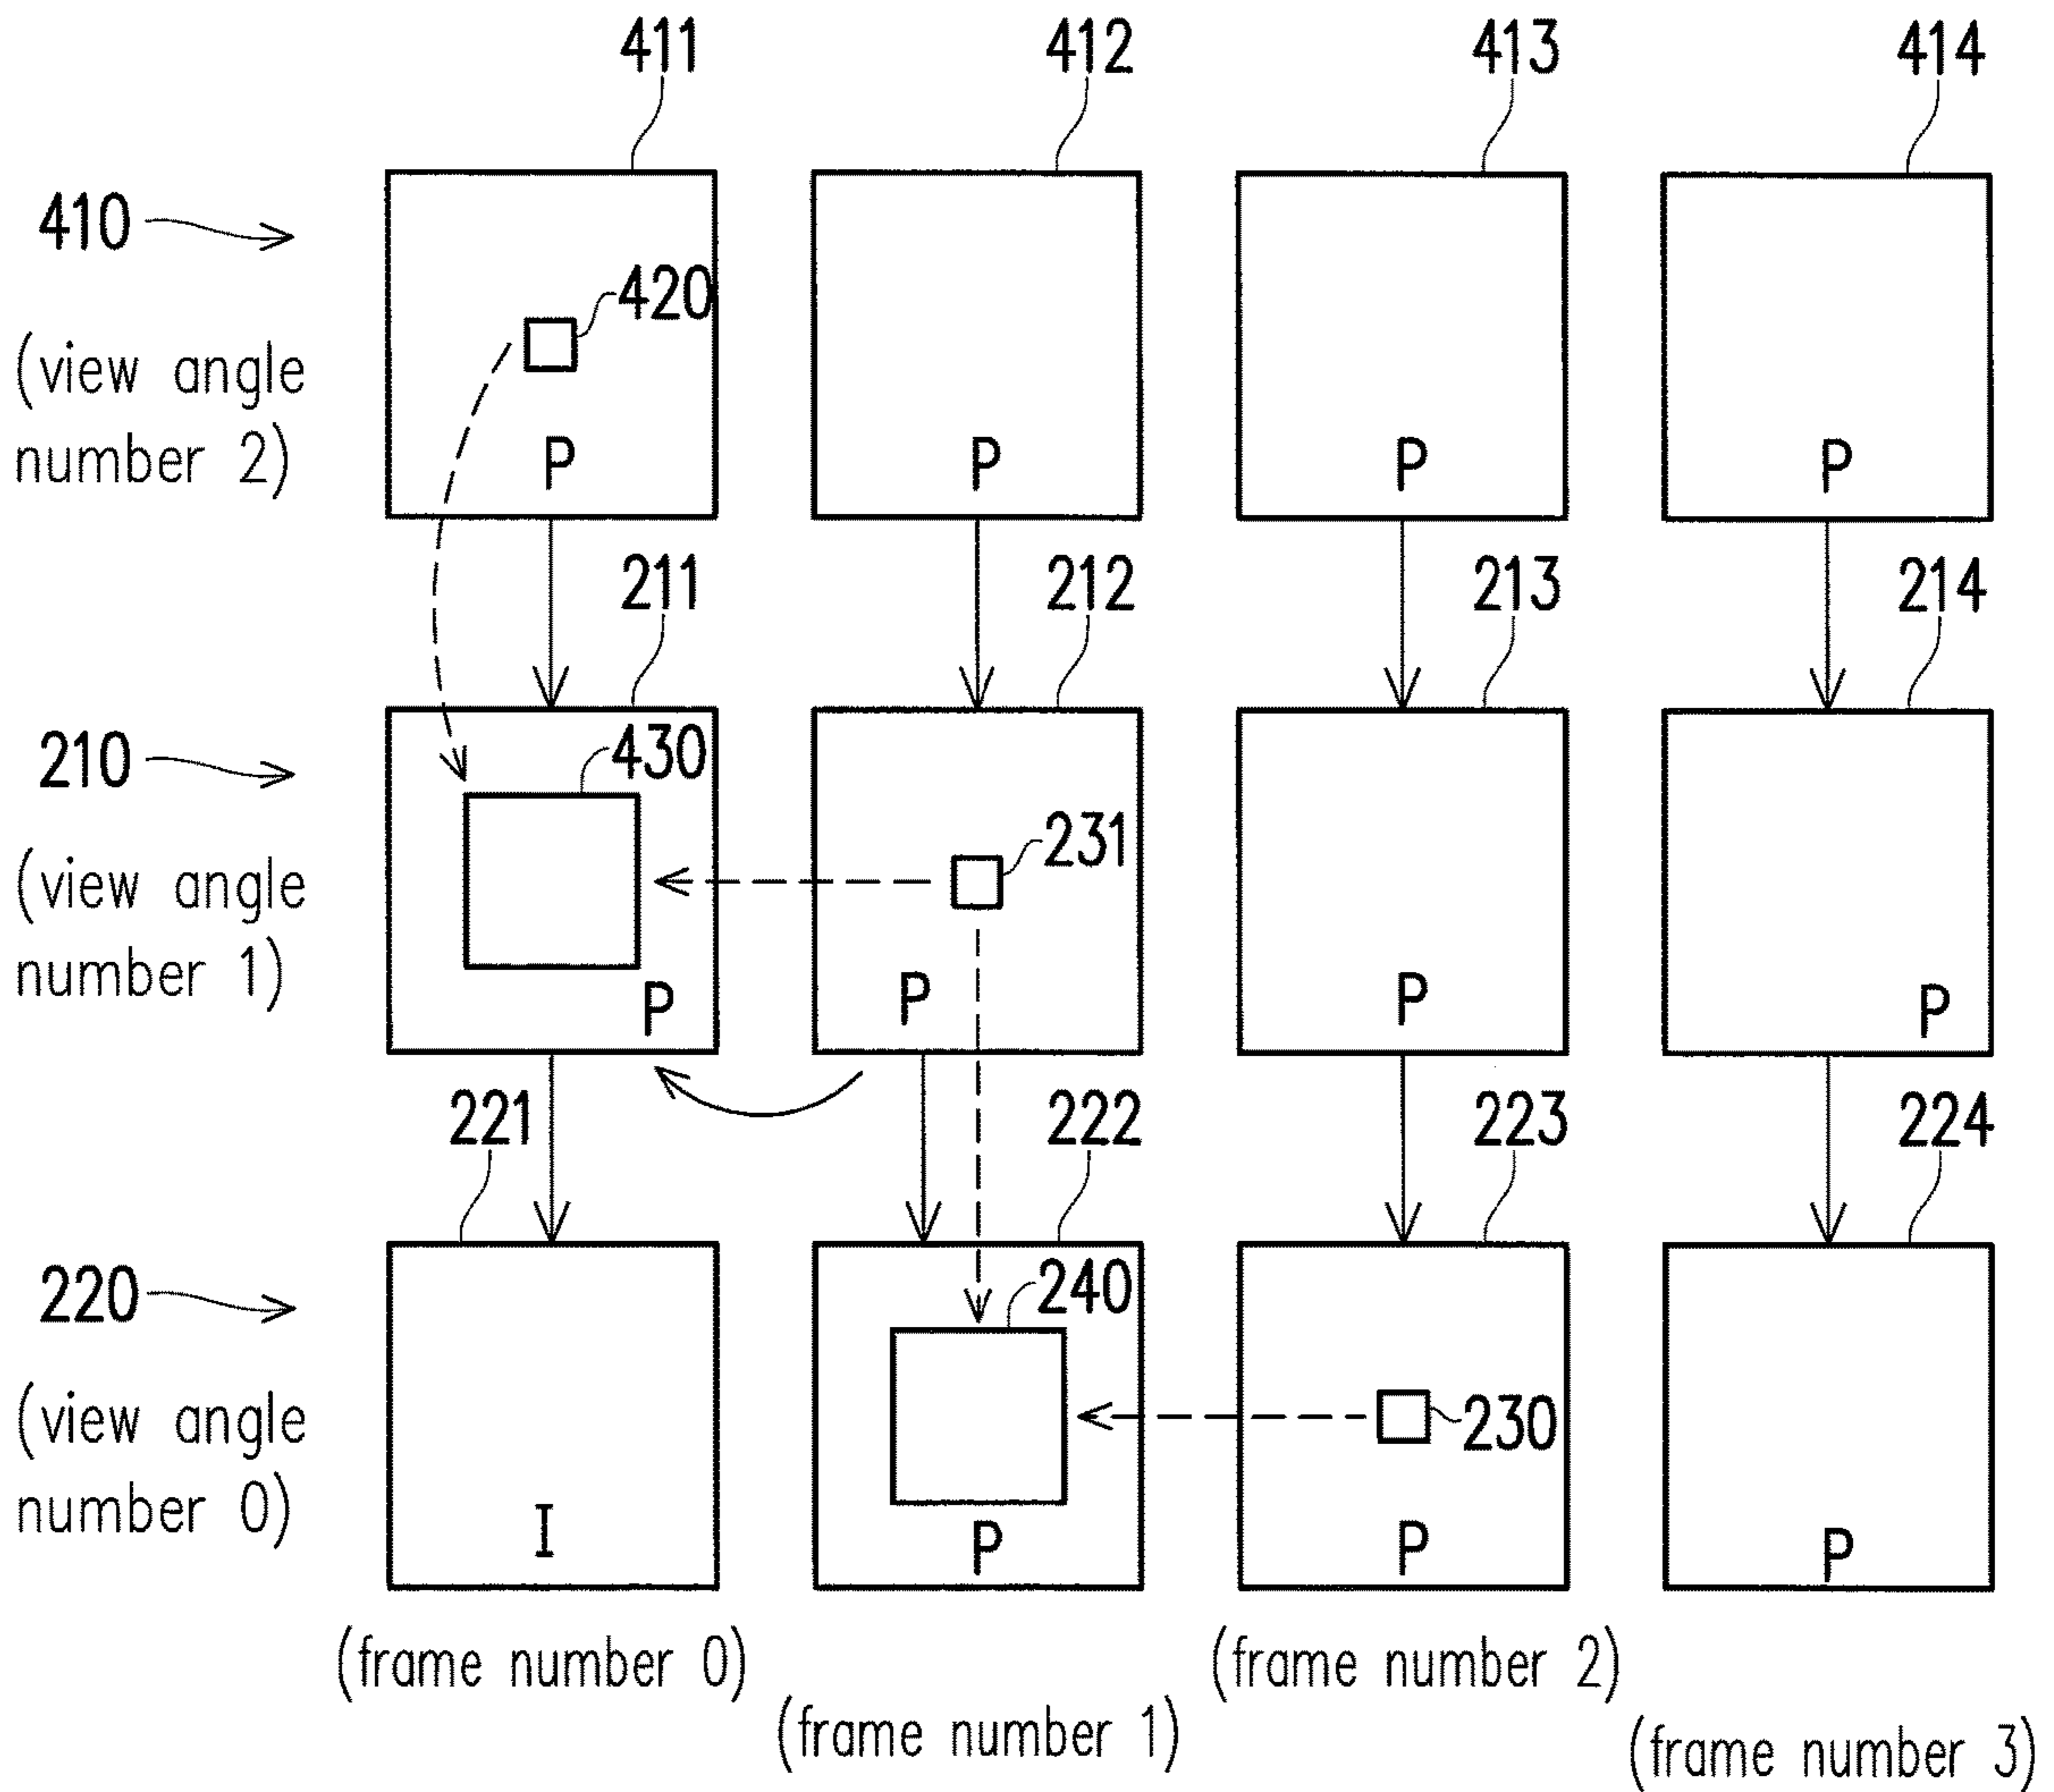 411 412 413 414
410
420
(view angle
number 2)
P P P P
211 212 213 214
210
430
231
(view angle
number 1)
P P P P
221 222 223 224
220
240
230
(view angle
number 0)
I P P P
(frame number 0) (frame number 2)
(frame number 1) (frame number 3)